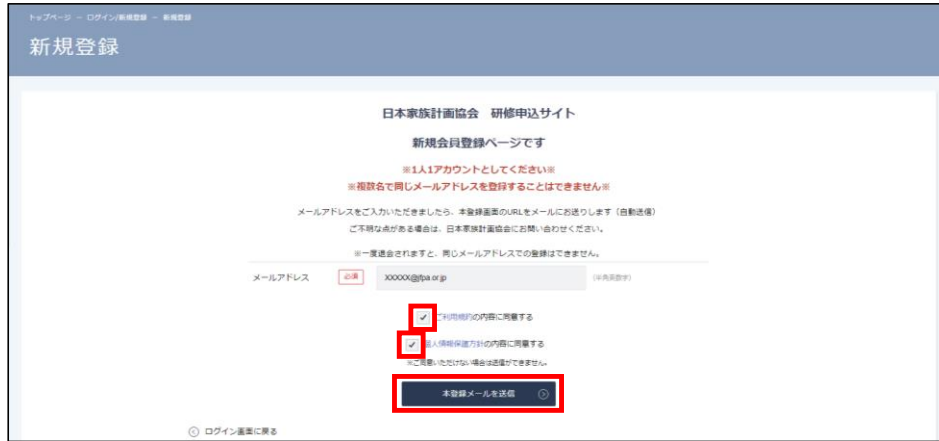 トップページ － ログイン/新規登録 － 新規登録
新規登録
日本家族計画協会　研修申込サイト
新規会員登録ページです
※1人1アカウントとしてください※
※複数名で同じメールアドレスを登録することはできません※
メールアドレスをご入力いただきましたら、本登録画面のURLをメールにお送りします（自動送信）
ご不明な点がある場合は、日本家族計画協会にお問い合わせください。
※一度退会されますと、同じメールアドレスでの登録はできません。
メールアドレス 必須 XXXXX@jfpa.or.jp （半角英数字）
ご利用規約の内容に同意する
個人情報保護方針の内容に同意する
※ご同意いただけない場合は送信ができません。
本登録メールを送信
ログイン画面に戻る